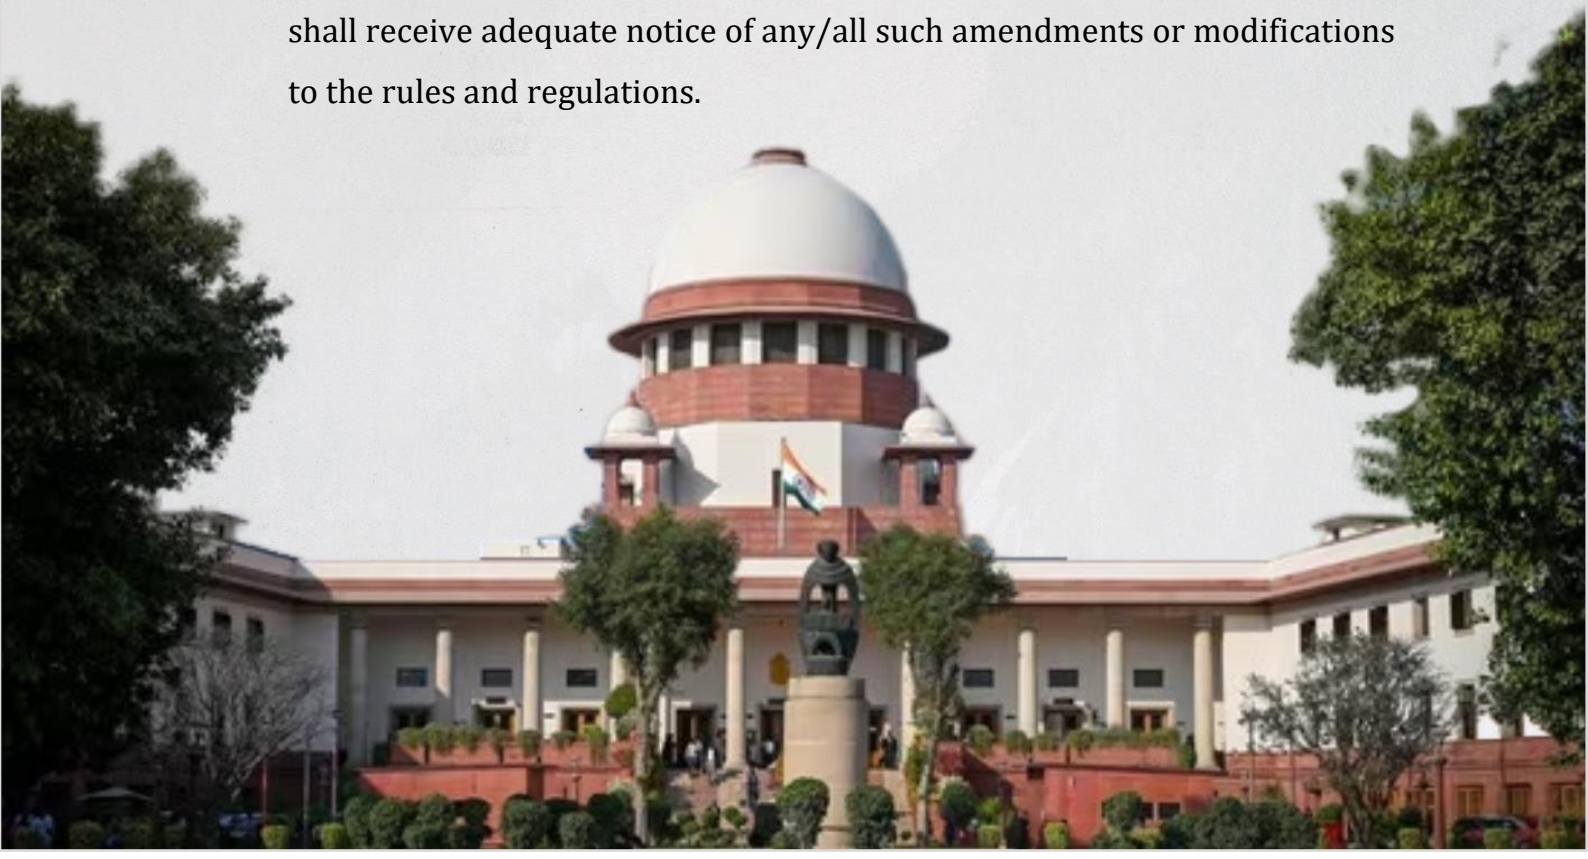 shall receive adequate notice of any/all such amendments or modifications
to the rules and regulations.